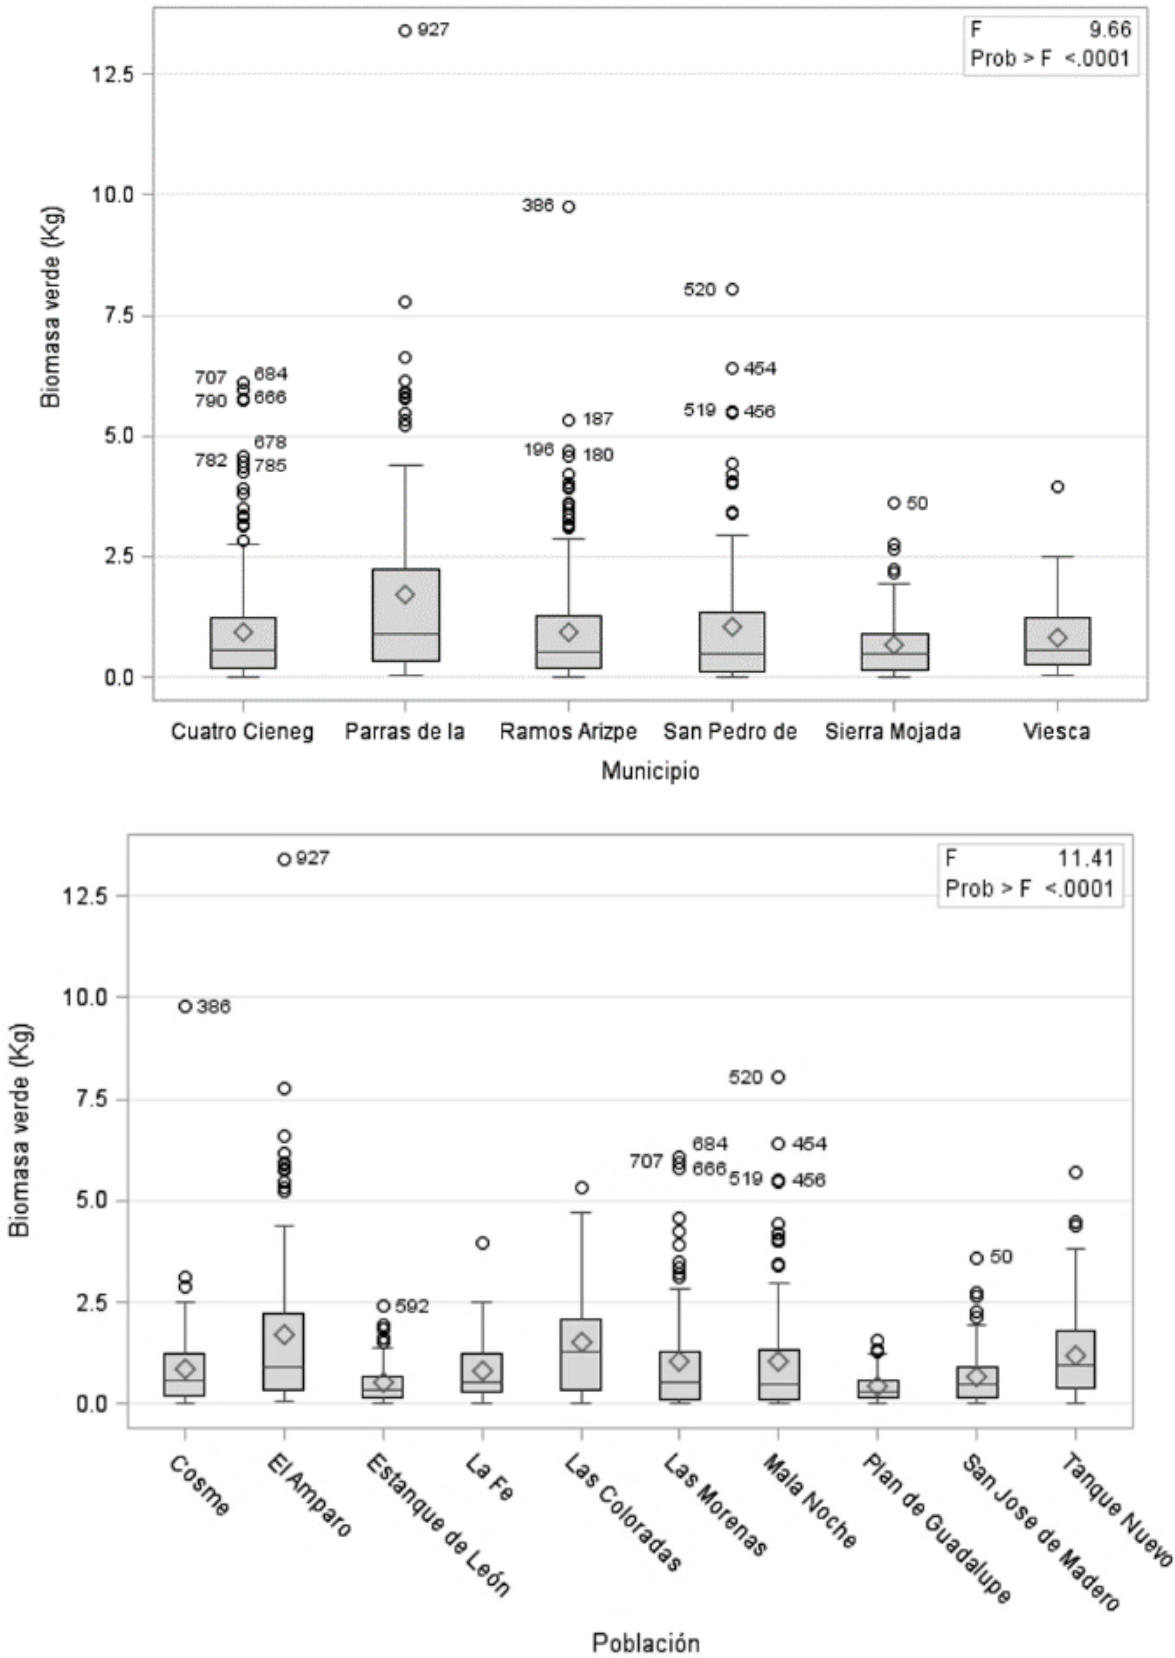 F 9.66
Prob > F <.0001
927
12.5
10.0
386
520
7.5
707 684
790 666
454
519 456
187
5.0
678
782 785
196 180
50
2.5
0.0
Biomasa verde (Kg)
Cuatro Cieneg Parras de la Ramos Arizpe San Pedro de Sierra Mojada Viesca
Municipio
F 11.41
Prob > F <.0001
927
12.5
10.0
386
7.5
520
684
707 666
454
519 456
5.0
50
2.5
592
0.0
Biomasa verde (Kg)
Cosme
El Amparo
Estanque de León
La Fe
Las Coloradas
Las Morenas
Mala Noche
Plan de Guadalupe
San Jose de Madero
Tanque Nuevo
Población